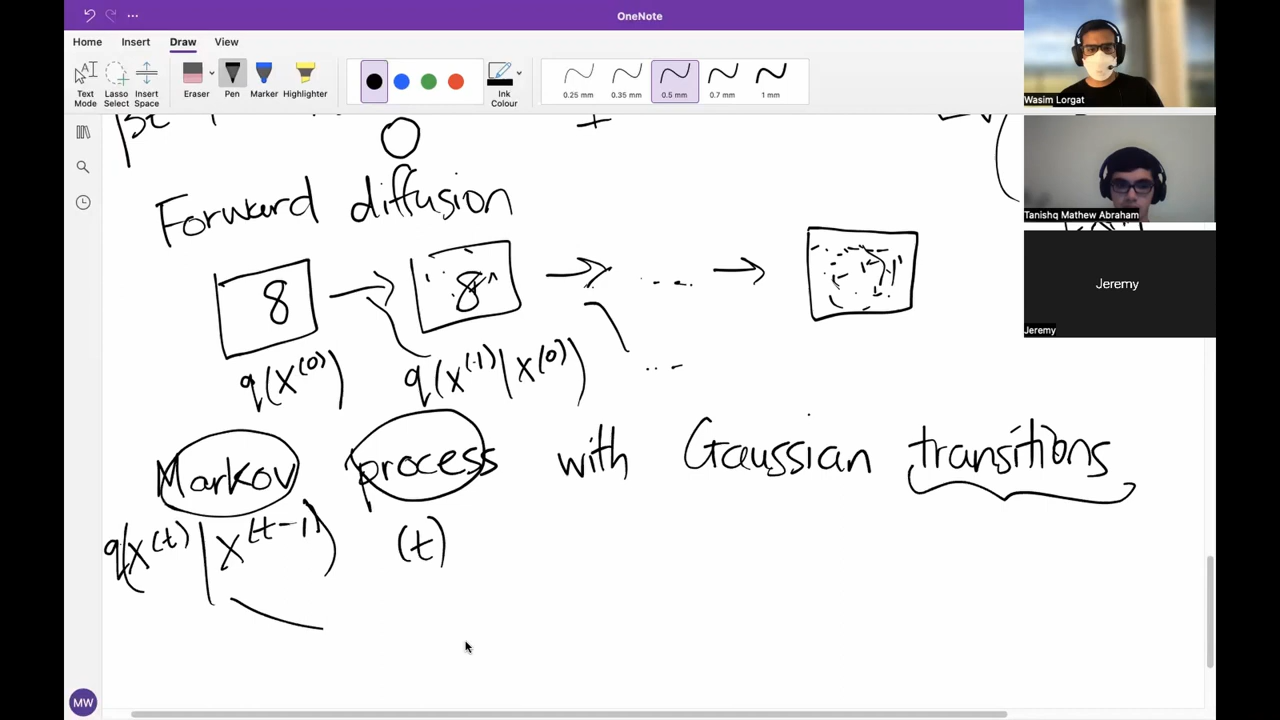 OneNote
Home Insert Draw View
Text Mode Lasso Select Insert Space Eraser Pen Marker Highlighter Ink Colour 0.25 mm 0.35 mm 0.5 mm 0.7 mm 1 mm
Wasim Lorgat
Tanishq Mathew Abraham
Jeremy
Jeremy
βt
Forward diffusion
8 → 8 → .... →
q(x^(0)) q(x^(1)|x^(0)) ...
Markov process with Gaussian transitions
q(x^(t)|x^(t-1)) (t)
MW